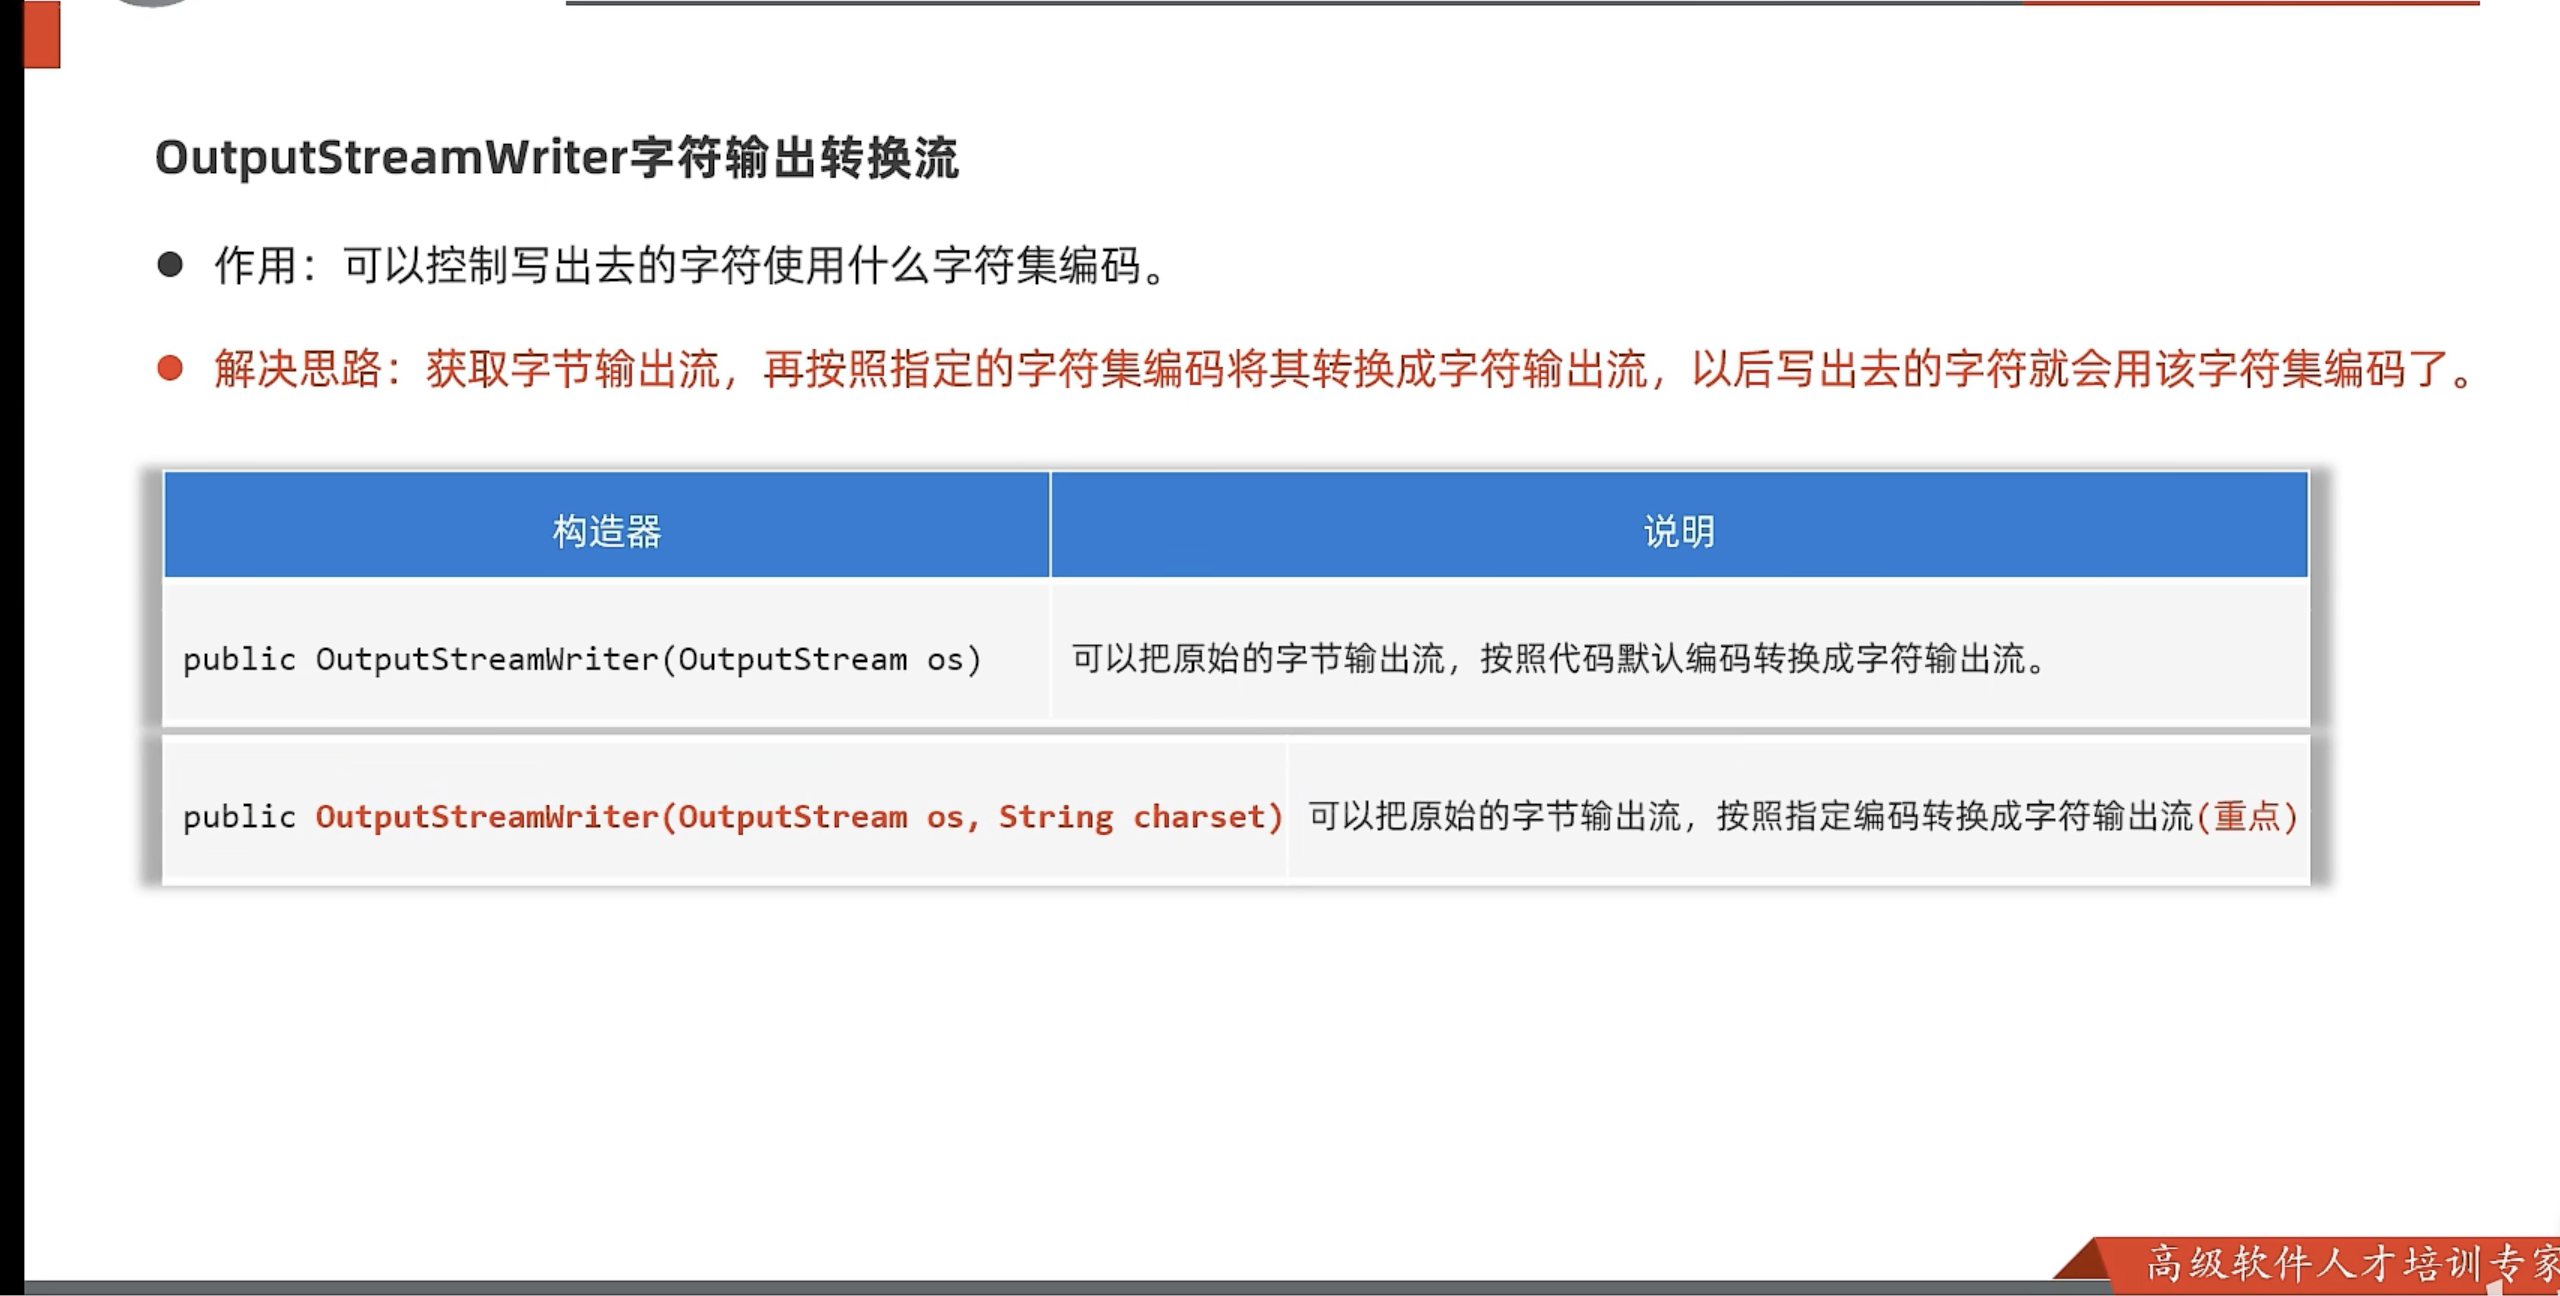 OutputStreamWriter字符输出转换流
● 作用：可以控制写出去的字符使用什么字符集编码。
● 解决思路：获取字节输出流，再按照指定的字符集编码将其转换成字符输出流，以后写出去的字符就会用该字符集编码了。
构造器 说明
public OutputStreamWriter(OutputStream os) 可以把原始的字节输出流，按照代码默认编码转换成字符输出流。
public OutputStreamWriter(OutputStream os, String charset) 可以把原始的字节输出流，按照指定编码转换成字符输出流(重点)
高级软件人才培训专家